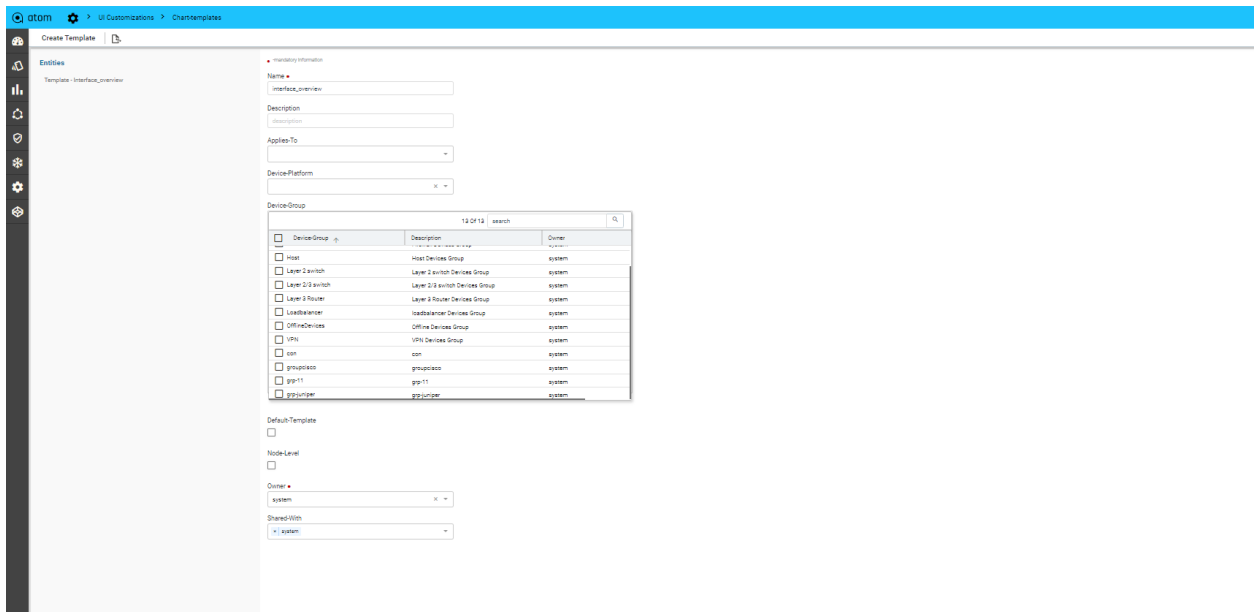 atom > UI Customizations > Chart-templates
Create Template
Entities
Template - interface_overview
mandatory information
Name
interface_overview
Description
description
Applies-To
Device-Platform
Device-Group
13 Of 13 search
Device-Group Description Owner
Host Host Devices Group system
Layer 2 switch Layer 2 switch Devices Group system
Layer 2/3 switch Layer 2/3 switch Devices Group system
Layer 3 Router Layer 3 Router Devices Group system
Loadbalancer loadbalancer Devices Group system
OfflineDevices Offline Devices Group system
VPN VPN Devices Group system
con con system
groupcisco groupcisco system
grp-11 grp-11 system
grp-juniper grp-juniper system
Default-Template
Node-Level
Owner
system
Shared-With
× system